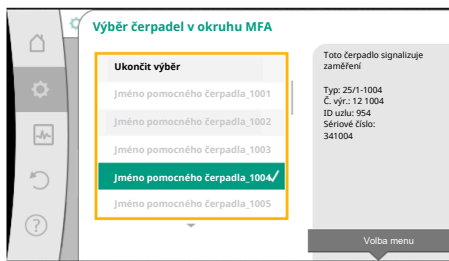 Výběr čerpadel v okruhu MFA
Ukončit výběr
Jméno pomocného čerpadla_1001
Jméno pomocného čerpadla_1002
Jméno pomocného čerpadla_1003
Jméno pomocného čerpadla_1004
Jméno pomocného čerpadla_1005
Toto čerpadlo signalizuje
zaměření
Typ: 25/1-1004
Č. výr.: 12 1004
ID uzlu: 954
Sériové číslo:
341004
Volba menu